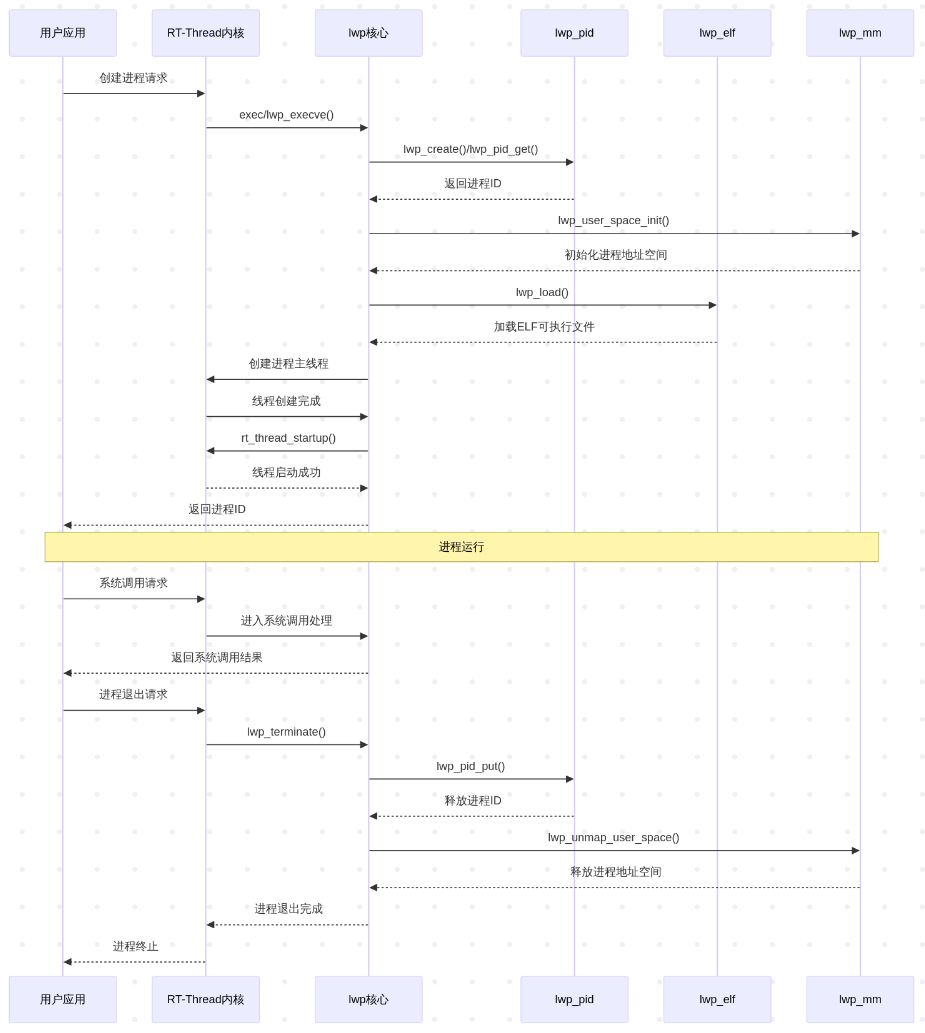 用户应用
RT-Thread内核
lwp核心
lwp_pid
lwp_elf
lwp_mm
创建进程请求
exec/lwp_execve()
lwp_create()/lwp_pid_get()
返回进程ID
lwp_user_space_init()
初始化进程地址空间
lwp_load()
加载ELF可执行文件
创建进程主线程
线程创建完成
rt_thread_startup()
线程启动成功
返回进程ID
进程运行
系统调用请求
进入系统调用处理
返回系统调用结果
进程退出请求
lwp_terminate()
lwp_pid_put()
释放进程ID
lwp_unmap_user_space()
释放进程地址空间
进程退出完成
进程终止
用户应用
RT-Thread内核
lwp核心
lwp_pid
lwp_elf
lwp_mm